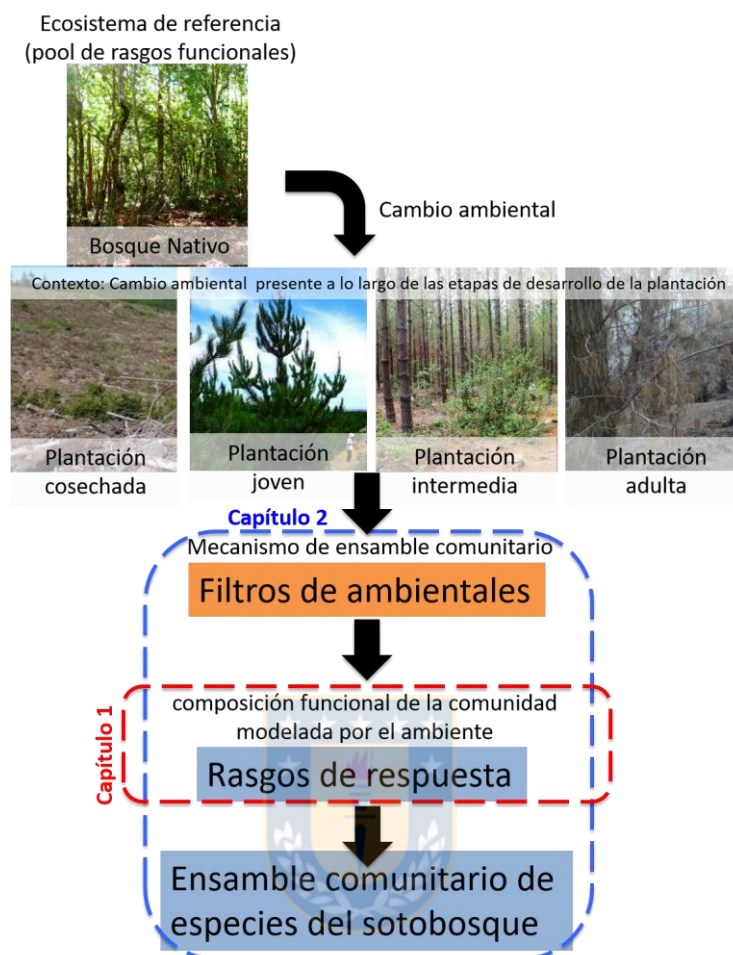 Ecosistema de referencia
(pool de rasgos funcionales)
Bosque Nativo
Cambio ambiental
Contexto: Cambio ambiental presente a lo largo de las etapas de desarrollo de la plantación
Plantación
cosechada
Plantación
joven
Plantación
intermedia
Plantación
adulta
Capítulo 2
Mecanismo de ensamble comunitario
Filtros de ambientales
Capítulo 1
composición funcional de la comunidad
modelada por el ambiente
Rasgos de respuesta
Ensamble comunitario de
especies del sotobosque